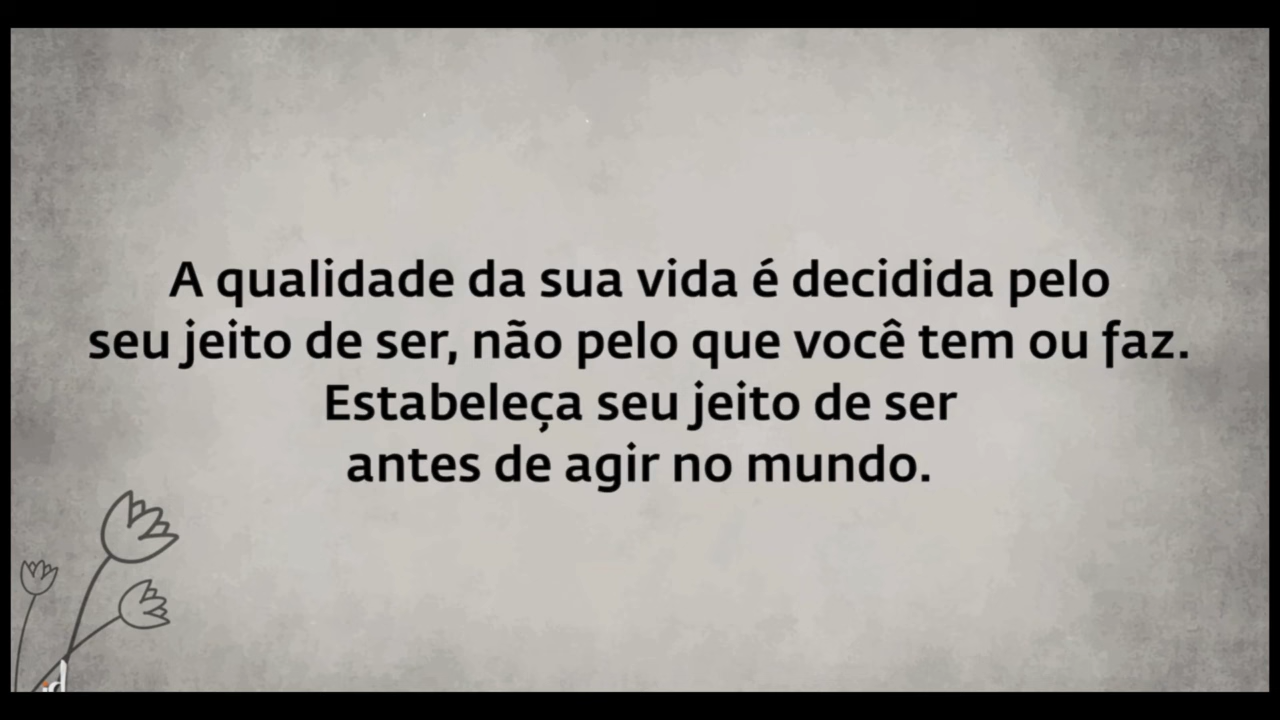 A qualidade da sua vida é decidida pelo
seu jeito de ser, não pelo que você tem ou faz.
Estabeleça seu jeito de ser
antes de agir no mundo.